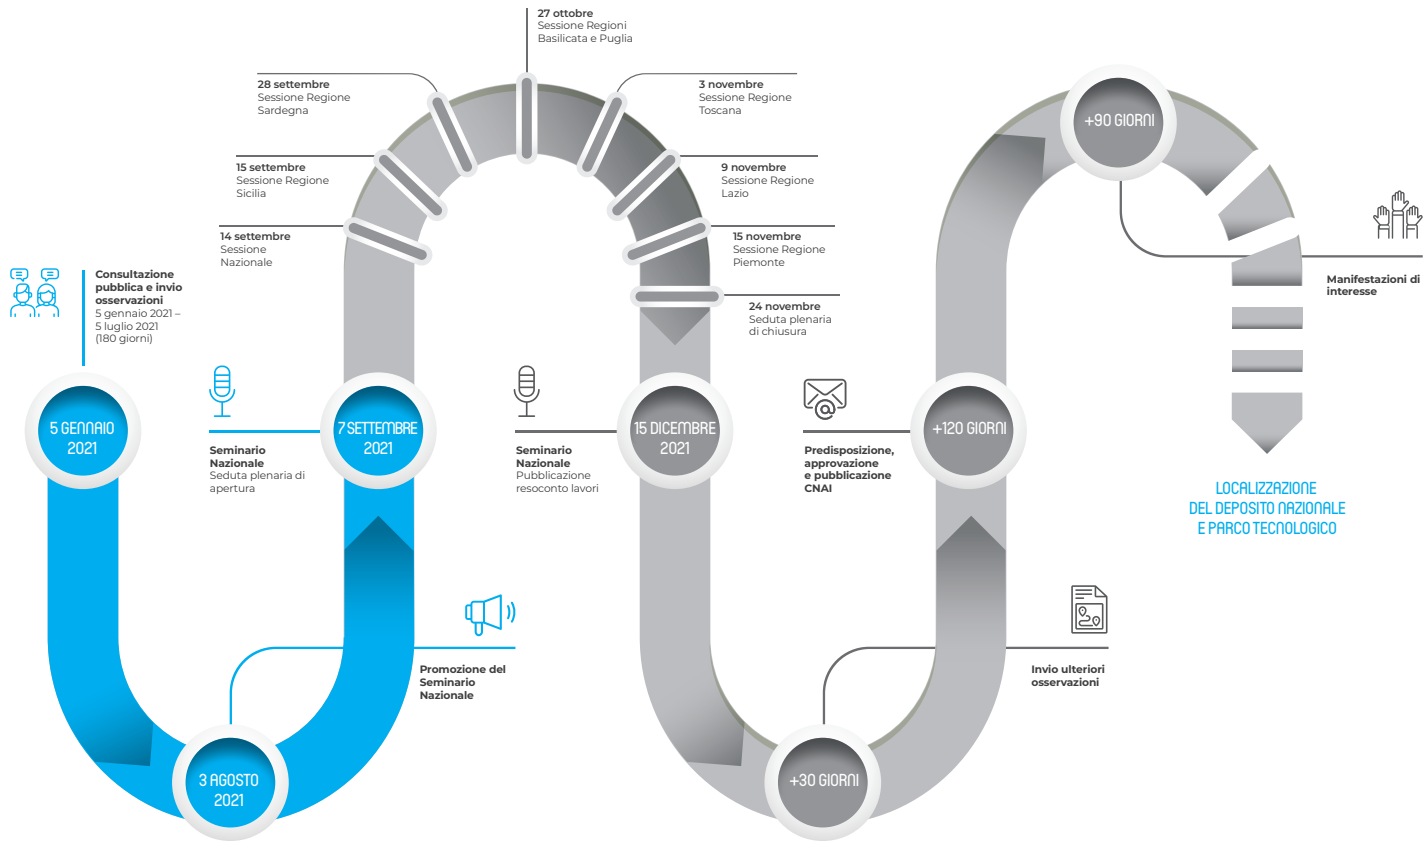 Consultazione
pubblica e invio
osservazioni
5 gennaio 2021 –
5 luglio 2021
(180 giorni)
5 GENNAIO
2021
3 AGOSTO
2021
Promozione del
Seminario
Nazionale
Seminario
Nazionale
Seduta plenaria di
apertura
7 SETTEMBRE
2021
14 settembre
Sessione
Nazionale
15 settembre
Sessione Regione
Sicilia
28 settembre
Sessione Regione
Sardegna
27 ottobre
Sessione Regioni
Basilicata e Puglia
3 novembre
Sessione Regione
Toscana
9 novembre
Sessione Regione
Lazio
15 novembre
Sessione Regione
Piemonte
24 novembre
Seduta plenaria
di chiusura
Seminario
Nazionale
Pubblicazione
resoconto lavori
15 DICEMBRE
2021
+30 GIORNI
Invio ulteriori
osservazioni
Predisposizione,
approvazione
e pubblicazione
CNAI
+120 GIORNI
+90 GIORNI
Manifestazioni di
interesse
LOCALIZZAZIONE
DEL DEPOSITO NAZIONALE
E PARCO TECNOLOGICO